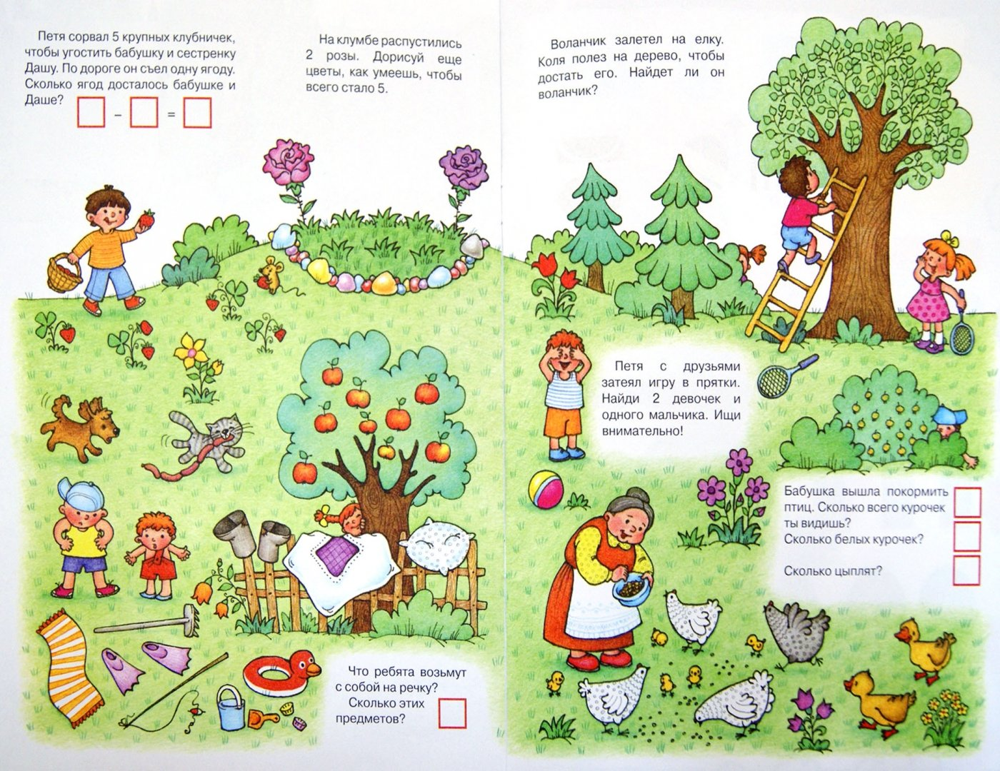 Петя сорвал 5 крупных клубничек,
чтобы угостить бабушку и сестренку
Дашу. По дороге он съел одну ягоду.
Сколько ягод досталось бабушке и
Даше?
– =
На клумбе распустились
2 розы. Дорисуй еще
цветы, как умеешь, чтобы
всего стало 5.
Воланчик залетел на елку.
Коля полез на дерево, чтобы
достать его. Найдет ли он
воланчик?
Петя с друзьями
затеял игру в прятки.
Найди 2 девочек и
одного мальчика. Ищи
внимательно!
Бабушка вышла покормить
птиц. Сколько всего курочек
ты видишь?
Сколько белых курочек?
Сколько цыплят?
Что ребята возьмут
с собой на речку?
Сколько этих
предметов?